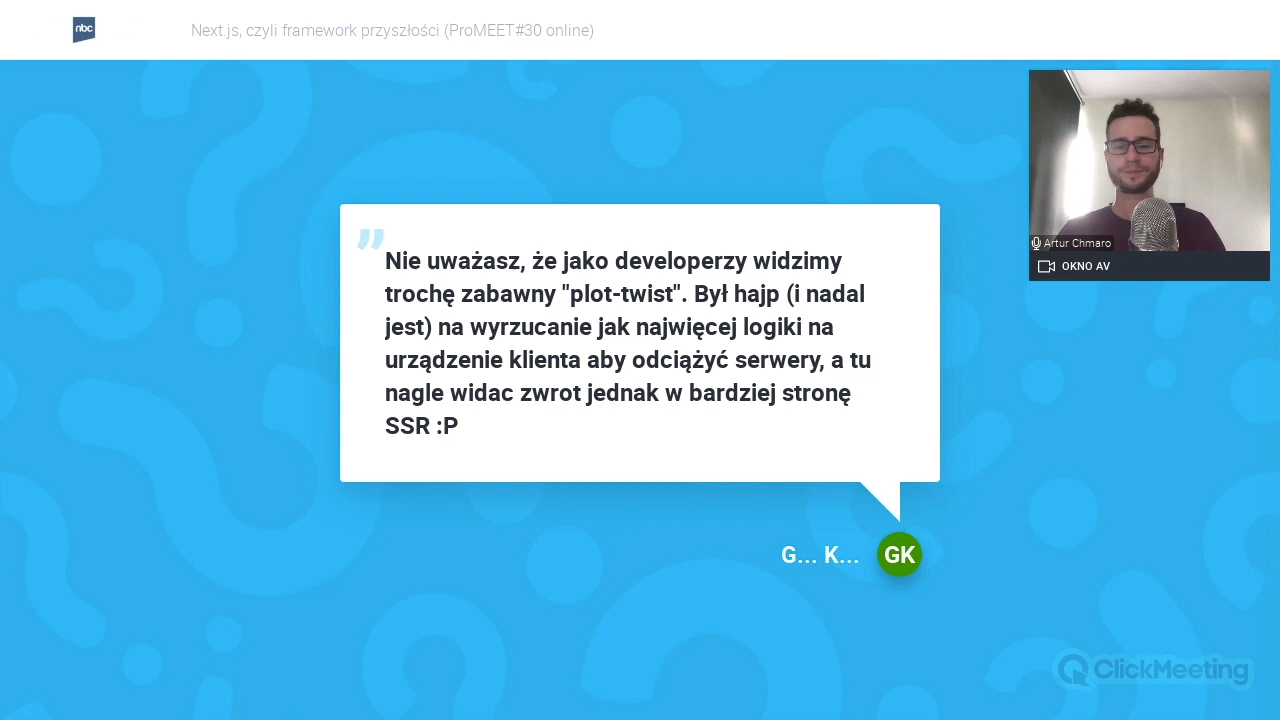 nbc
Next.js, czyli framework przyszłości (ProMEET#30 online)
Artur Chmaro
OKNO AV
”
Nie uważasz, że jako developerzy widzimy
trochę zabawny "plot-twist". Był hajp (i nadal
jest) na wyrzucanie jak najwięcej logiki na
urządzenie klienta aby odciążyć serwery, a tu
nagle widac zwrot jednak w bardziej stronę
SSR :P
G... K... GK
ClickMeeting